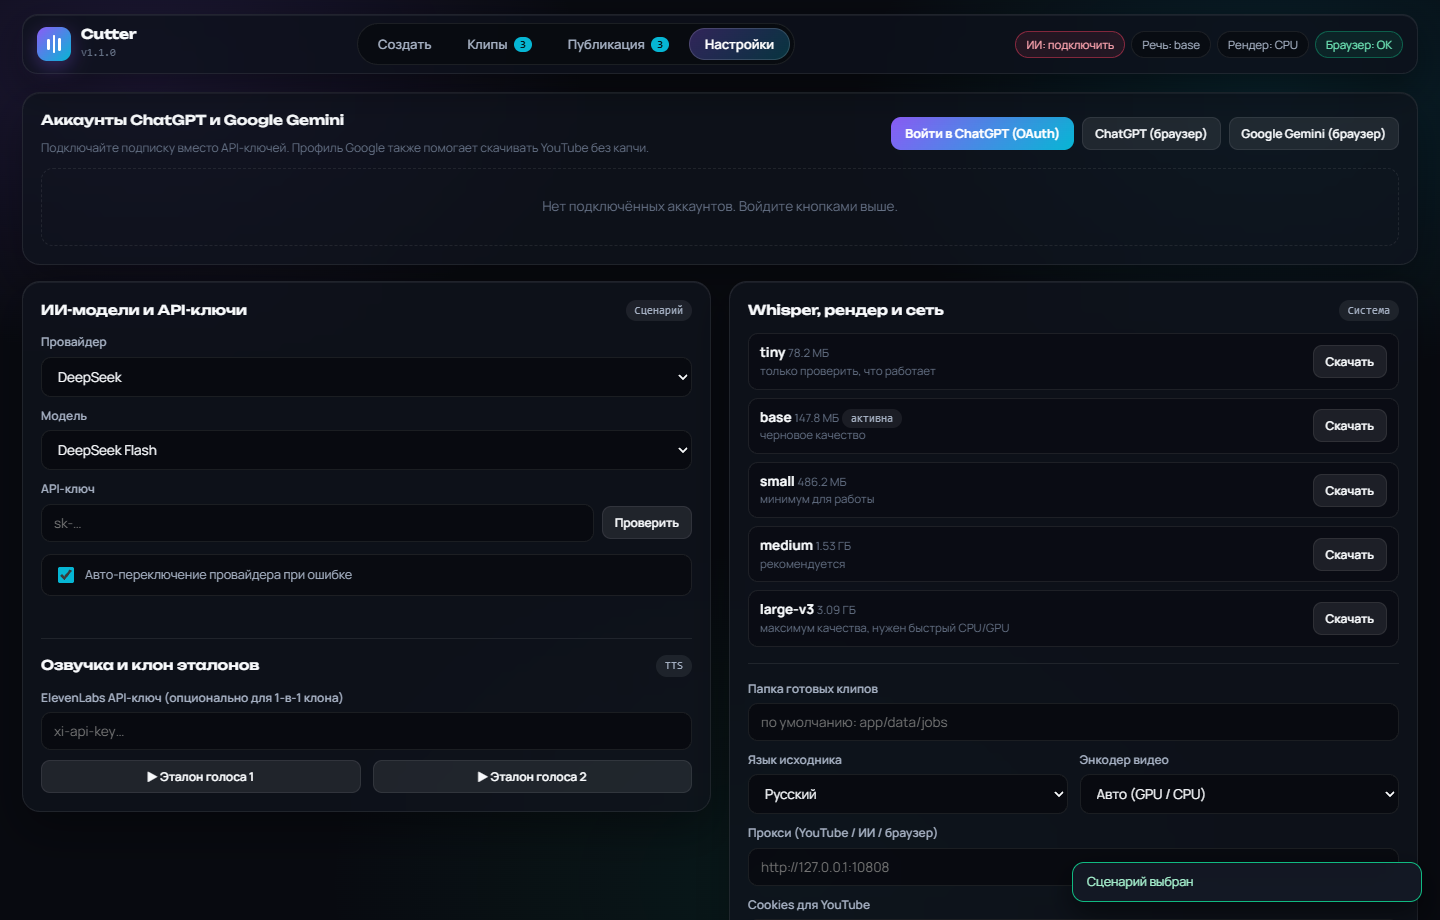 Cutter
v1.1.0
Создать
Клипы 3
Публикация 3
Настройки
ИИ: подключить
Речь: base
Рендер: CPU
Браузер: OK
Аккаунты ChatGPT и Google Gemini
Подключайте подписку вместо API-ключей. Профиль Google также помогает скачивать YouTube без капчи.
Войти в ChatGPT (OAuth)
ChatGPT (браузер)
Google Gemini (браузер)
Нет подключённых аккаунтов. Войдите кнопками выше.
ИИ-модели и API-ключи
Сценарий
Провайдер
DeepSeek
Модель
DeepSeek Flash
API-ключ
sk-...
Проверить
Авто-переключение провайдера при ошибке
Озвучка и клон эталонов
TTS
ElevenLabs API-ключ (опционально для 1-в-1 клона)
xi-api-key...
▶ Эталон голоса 1
▶ Эталон голоса 2
Whisper, рендер и сеть
Система
tiny 78.2 МБ
только проверить, что работает
Скачать
base 147.8 МБ активна
черновое качество
Скачать
small 486.2 МБ
минимум для работы
Скачать
medium 1.53 ГБ
рекомендуется
Скачать
large-v3 3.09 ГБ
максимум качества, нужен быстрый CPU/GPU
Скачать
Папка готовых клипов
по умолчанию: app/data/jobs
Язык исходника
Русский
Энкодер видео
Авто (GPU / CPU)
Прокси (YouTube / ИИ / браузер)
http://127.0.0.1:10808
Сценарий выбран
Cookies для YouTube